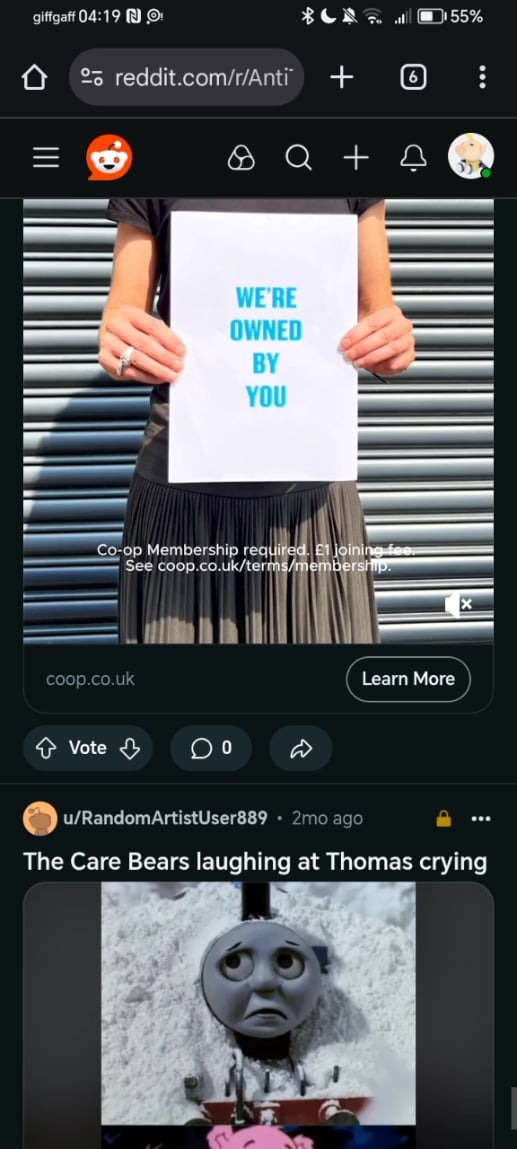 giffgaff 04:19 55%
reddit.com/r/Anti
6
WE'RE
OWNED
BY
YOU
Co-op Membership required. £1 joining fee.
See coop.co.uk/terms/membership.
coop.co.uk
Learn More
Vote 0
u/RandomArtistUser889 • 2mo ago
The Care Bears laughing at Thomas crying